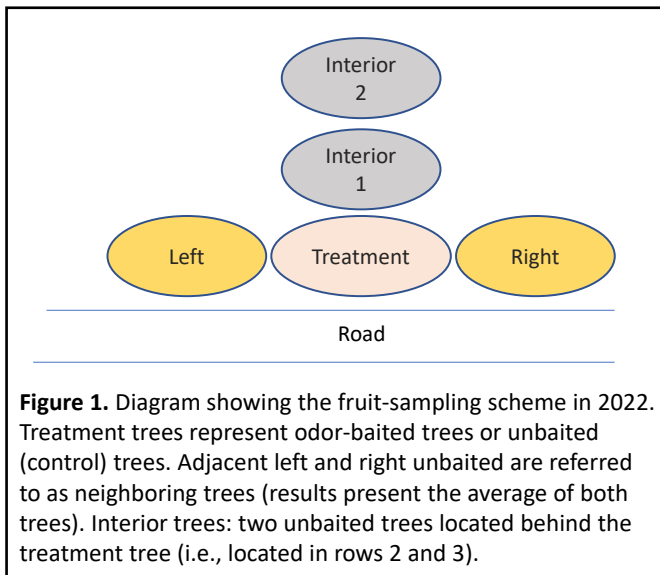 Interior
2
Interior
1
Left
Treatment
Right
Road
Figure 1. Diagram showing the fruit-sampling scheme in 2022.
Treatment trees represent odor-baited trees or unbaited
(control) trees. Adjacent left and right unbaited are referred
to as neighboring trees (results present the average of both
trees). Interior trees: two unbaited trees located behind the
treatment tree (i.e., located in rows 2 and 3).